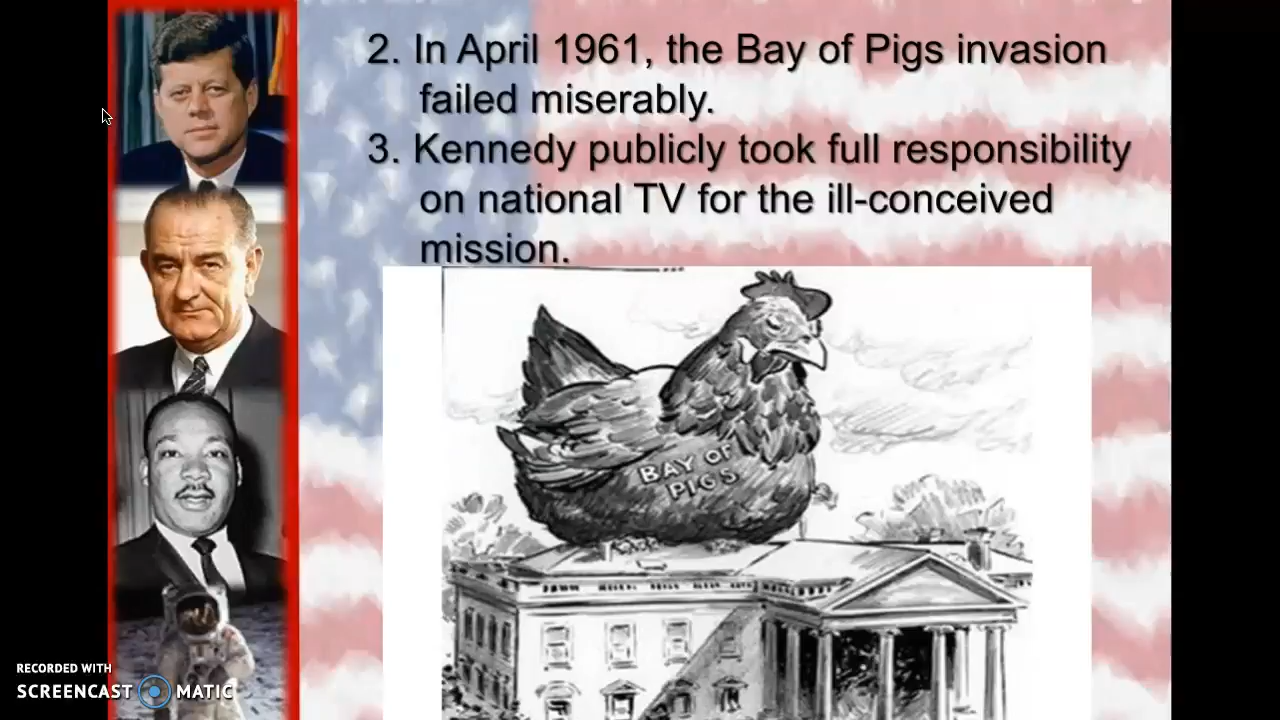 2. In April 1961, the Bay of Pigs invasion
failed miserably.
3. Kennedy publicly took full responsibility
on national TV for the ill-conceived
mission.
BAY OF
PIGS
RECORDED WITH
SCREENCAST MATIC